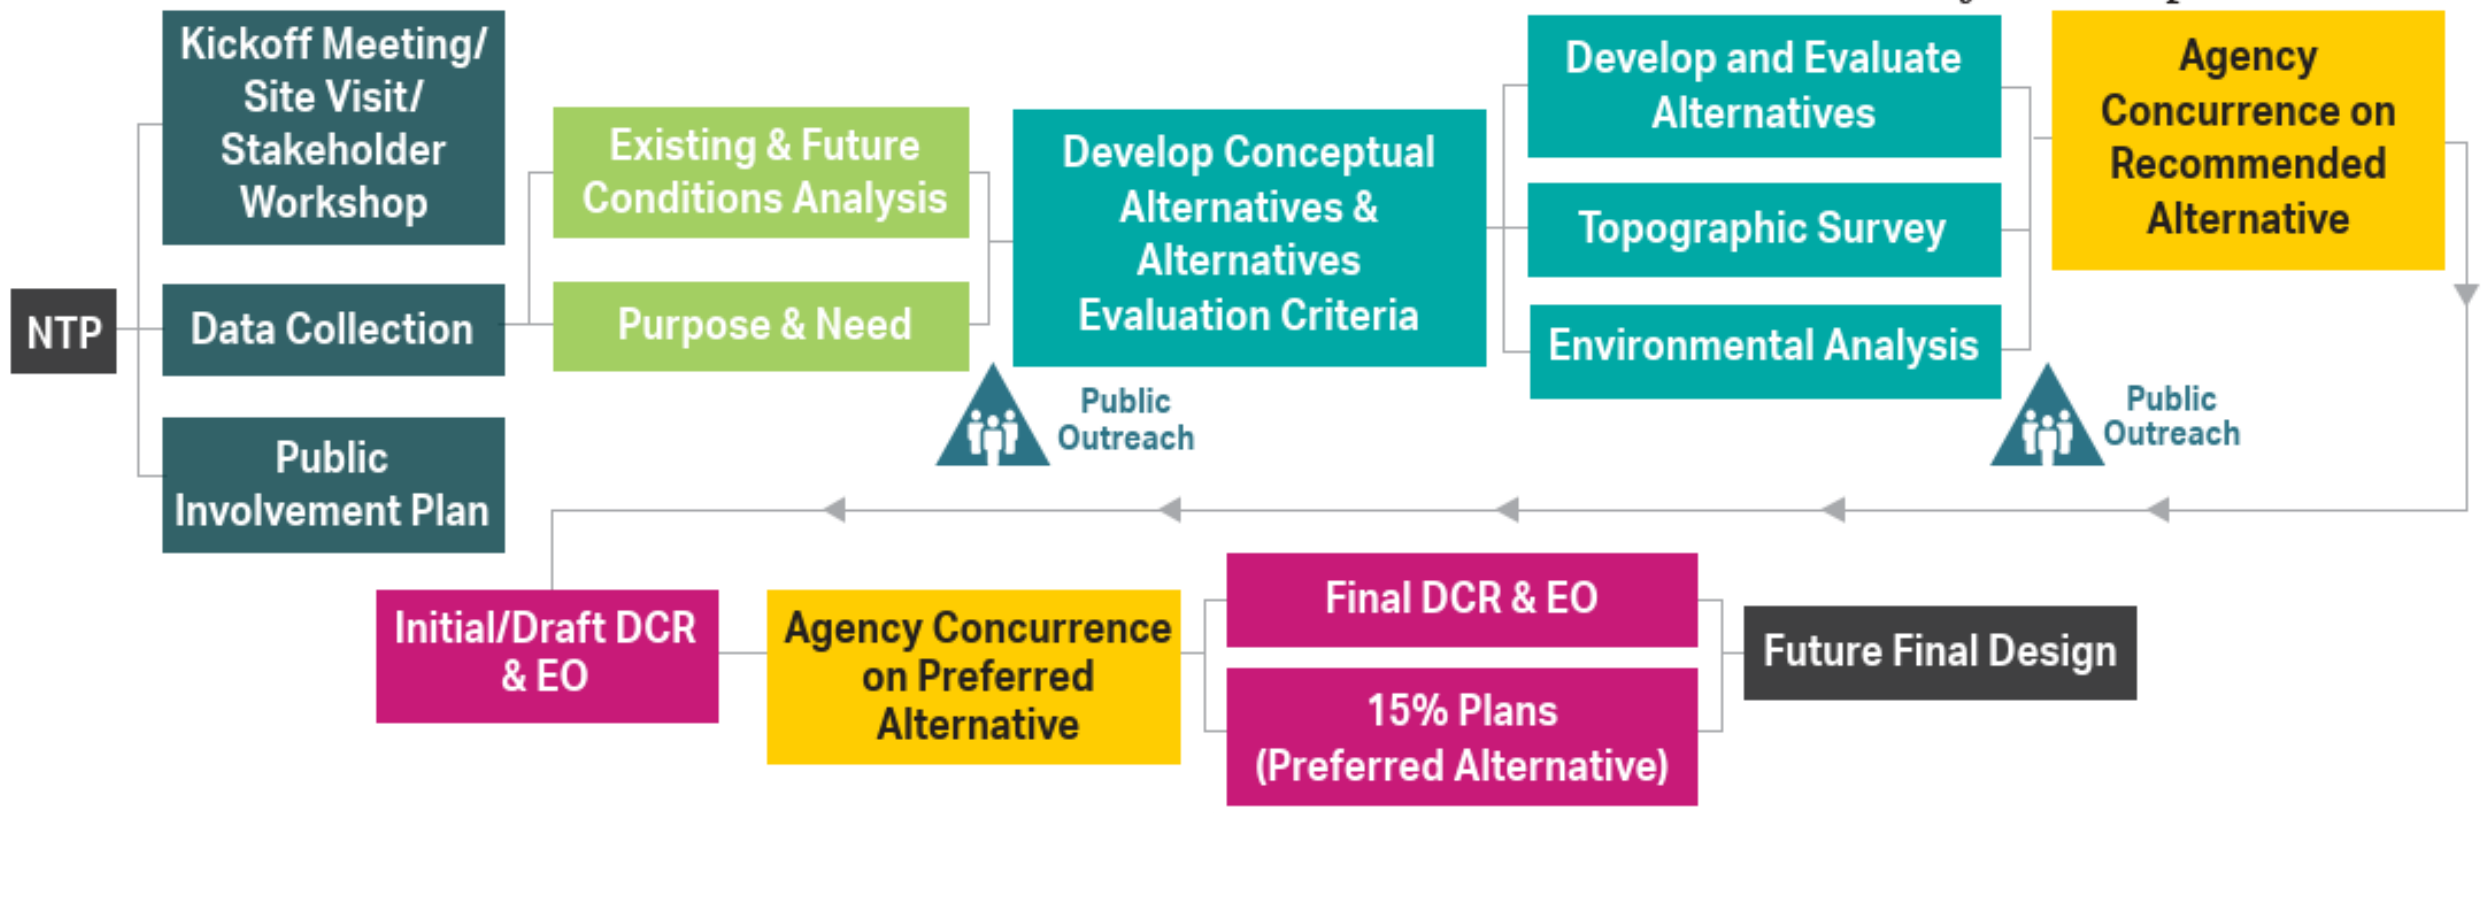 Kickoff Meeting/
Site Visit/
Stakeholder
Workshop
NTP
Data Collection
Public
Involvement Plan
Existing & Future
Conditions Analysis
Purpose & Need
Develop Conceptual
Alternatives &
Alternatives
Evaluation Criteria
Public
Outreach
Develop and Evaluate
Alternatives
Topographic Survey
Environmental Analysis
Public
Outreach
Agency
Concurrence on
Recommended
Alternative
Initial/Draft DCR
& EO
Agency Concurrence
on Preferred
Alternative
Final DCR & EO
15% Plans
(Preferred Alternative)
Future Final Design